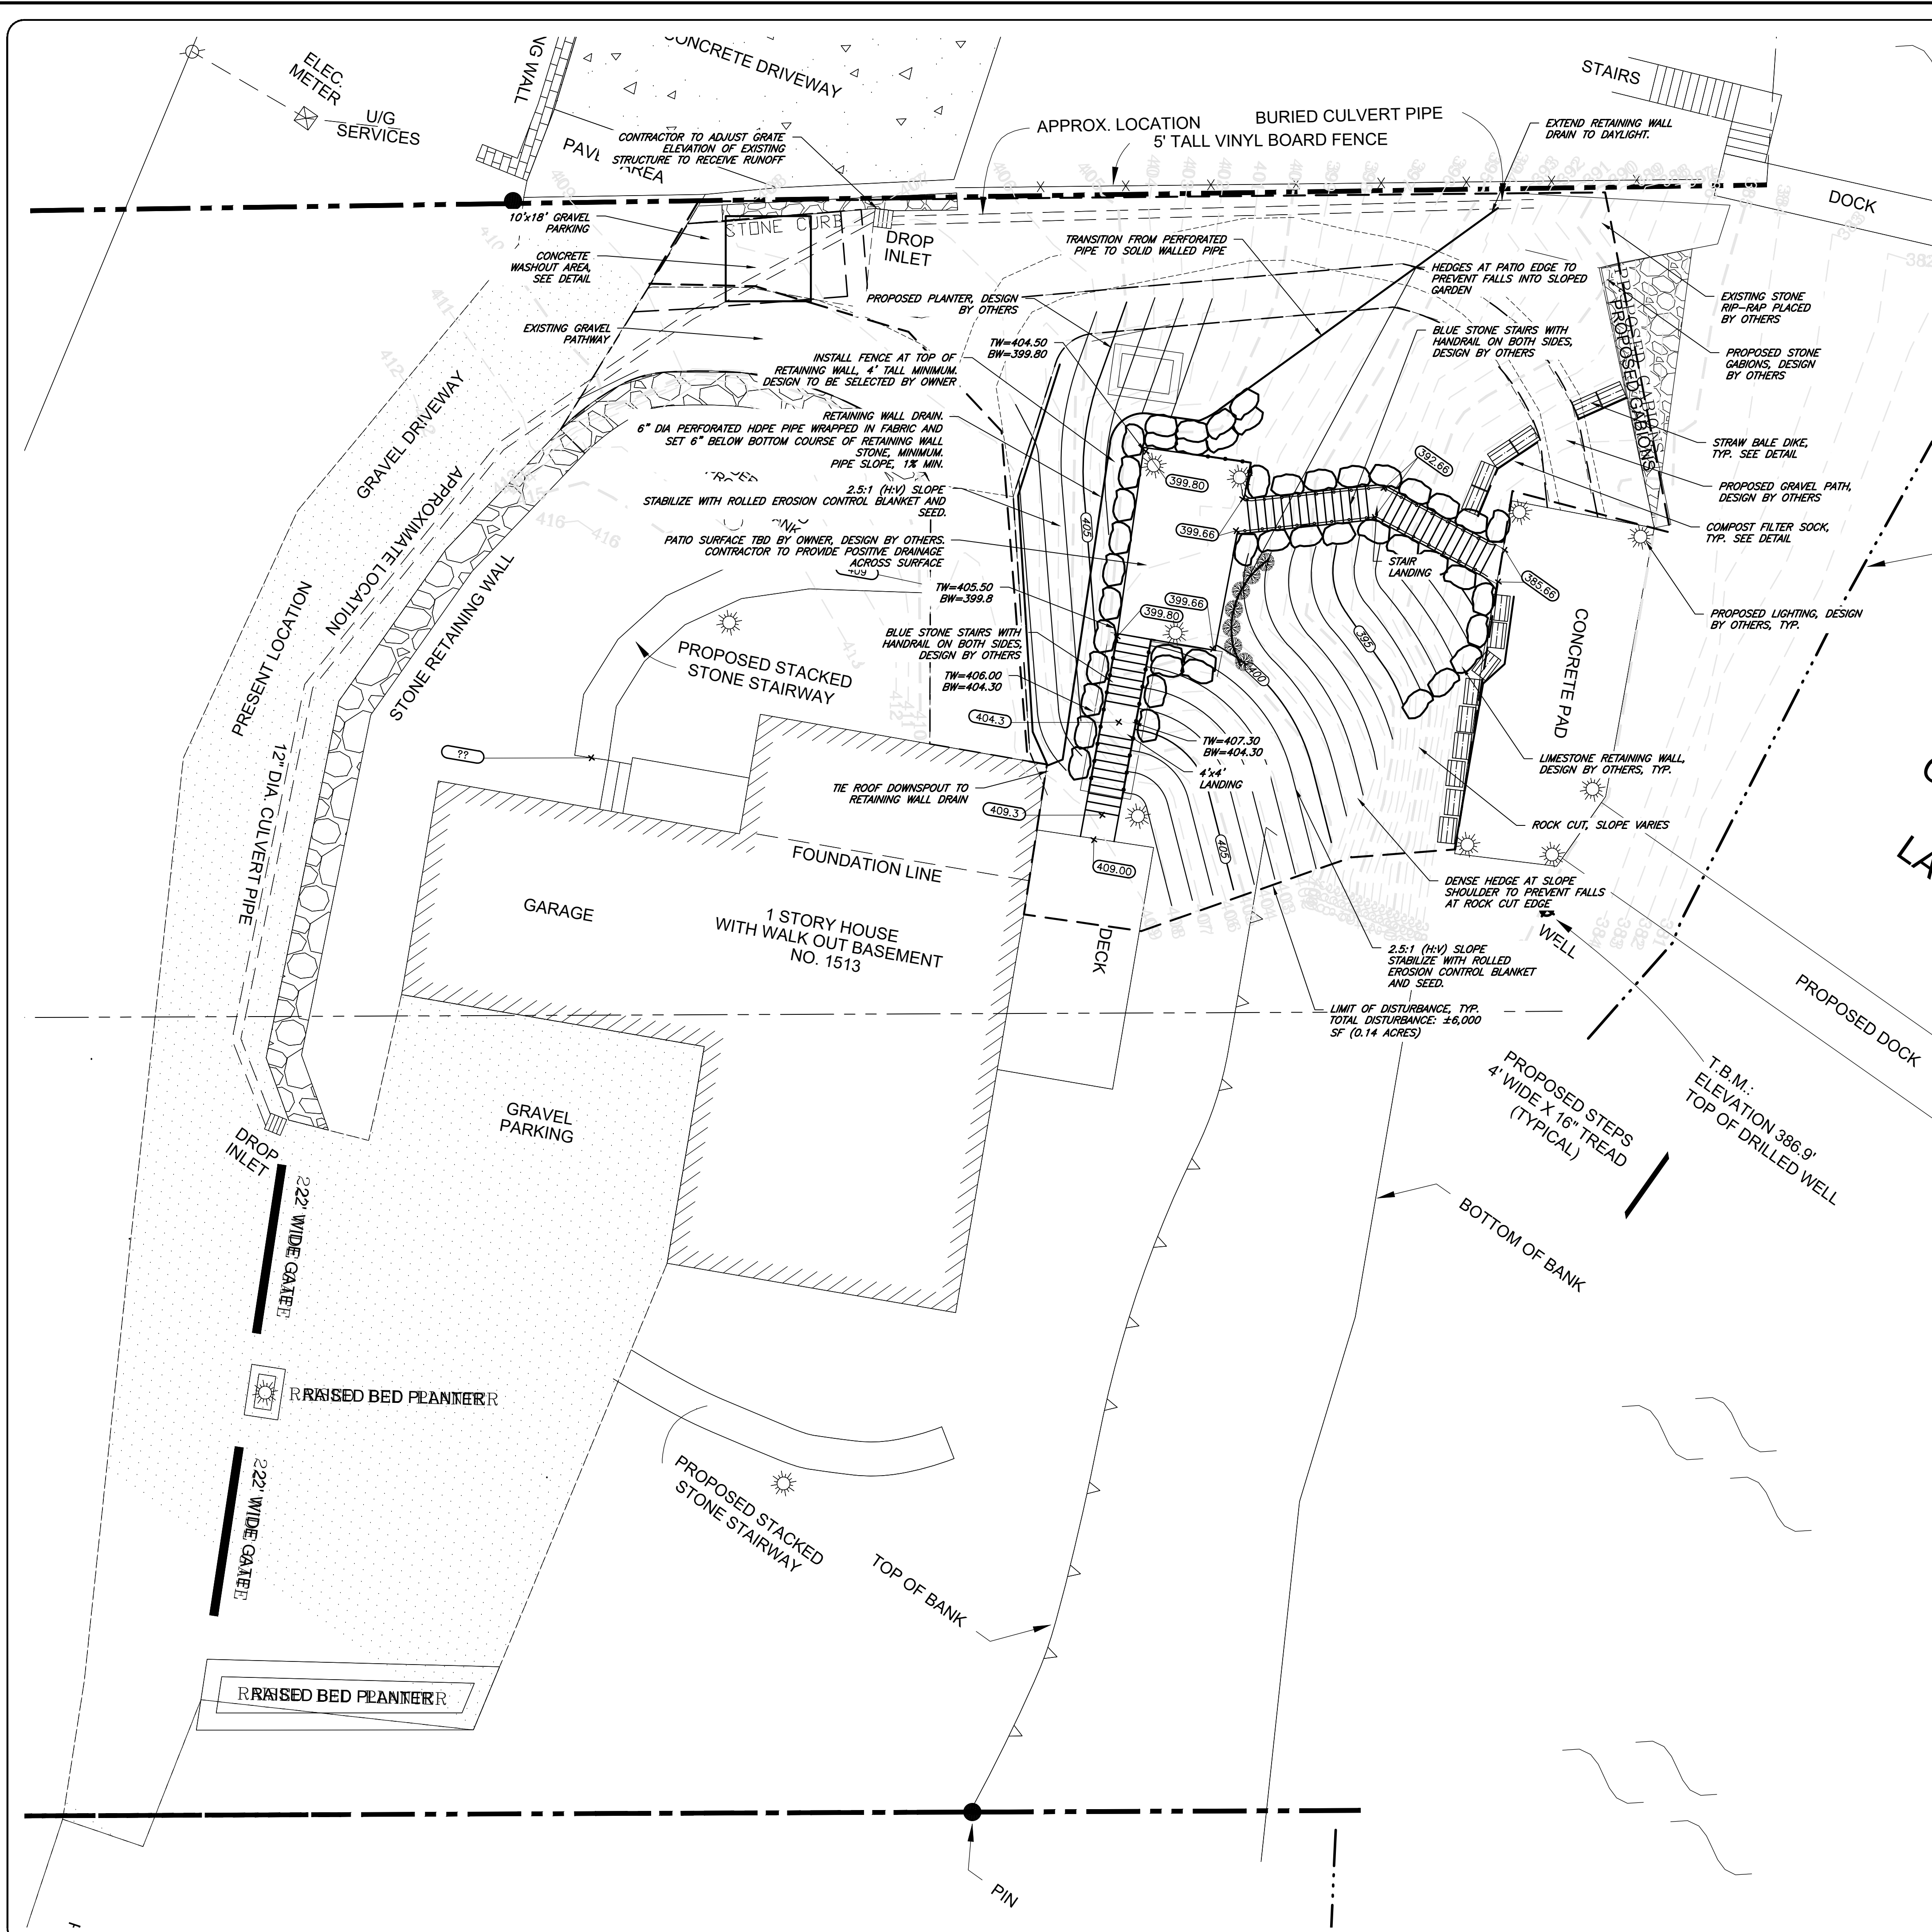 ELEC.
METER
U/G
SERVICES
NG WALL
CONCRETE DRIVEWAY
CONTRACTOR TO ADJUST GRATE
ELEVATION OF EXISTING
STRUCTURE TO RECEIVE RUNOFF
AREA
APPROX. LOCATION
BURIED CULVERT PIPE
5' TALL VINYL BOARD FENCE
EXTEND RETAINING WALL
DRAIN TO DAYLIGHT.
STAIRS
DOCK
10'x18' GRAVEL
PARKING
STONE CURB
CONCRETE
WASHOUT AREA,
SEE DETAIL
DROP
INLET
TRANSITION FROM PERFORATED
PIPE TO SOLID WALLED PIPE
HEDGES AT PATIO EDGE TO
PREVENT FALLS INTO SLOPED
GARDEN
EXISTING STONE
RIP-RAP PLACED
BY OTHERS
PROPOSED GABIONS
PROPOSED STONE
GABIONS, DESIGN
BY OTHERS
EXISTING GRAVEL
PATHWAY
PROPOSED PLANTER, DESIGN
BY OTHERS
TW=404.50
BW=399.80
BLUE STONE STAIRS WITH
HANDRAIL ON BOTH SIDES,
DESIGN BY OTHERS
INSTALL FENCE AT TOP OF
RETAINING WALL, 4' TALL MINIMUM.
DESIGN TO BE SELECTED BY OWNER
RETAINING WALL DRAIN.
6" DIA PERFORATED HDPE PIPE WRAPPED IN FABRIC AND
SET 6" BELOW BOTTOM COURSE OF RETAINING WALL
STONE, MINIMUM.
PIPE SLOPE, 1% MIN.
2.5:1 (H:V) SLOPE
STABILIZE WITH ROLLED EROSION CONTROL BLANKET AND
SEED.
PATIO SURFACE TBD BY OWNER, DESIGN BY OTHERS.
CONTRACTOR TO PROVIDE POSITIVE DRAINAGE
ACROSS SURFACE
409
STRAW BALE DIKE,
TYP. SEE DETAIL
PROPOSED GRAVEL PATH,
DESIGN BY OTHERS
COMPOST FILTER SOCK,
TYP. SEE DETAIL
PROPOSED LIGHTING, DESIGN
BY OTHERS, TYP.
392.66
399.80
399.66
405
STAIR
LANDING
385.66
395
400
399.66
399.80
TW=405.50
BW=399.8
BLUE STONE STAIRS WITH
HANDRAIL ON BOTH SIDES,
DESIGN BY OTHERS
TW=406.00
BW=404.30
404.3
TW=407.30
BW=404.30
4'x4'
LANDING
TIE ROOF DOWNSPOUT TO
RETAINING WALL DRAIN
409.3
409.00
405
CONCRETE PAD
LIMESTONE RETAINING WALL,
DESIGN BY OTHERS, TYP.
ROCK CUT, SLOPE VARIES
DENSE HEDGE AT SLOPE
SHOULDER TO PREVENT FALLS
AT ROCK CUT EDGE
2.5:1 (H:V) SLOPE
STABILIZE WITH ROLLED
EROSION CONTROL BLANKET
AND SEED.
LIMIT OF DISTURBANCE, TYP.
TOTAL DISTURBANCE: ±6,000
SF (0.14 ACRES)
GRAVEL DRIVEWAY
APPROXIMATE LOCATION
PRESENT LOCATION
STONE RETAINING WALL
12" DIA. CULVERT PIPE
411
412
416
416
PROPOSED STACKED
STONE STAIRWAY
??
FOUNDATION LINE
GARAGE
1 STORY HOUSE
WITH WALK OUT BASEMENT
NO. 1513
DECK
WELL
PROPOSED DOCK
T.B.M.:
ELEVATION 386.9'
TOP OF DRILLED WELL
PROPOSED STEPS
4' WIDE X 16" TREAD
(TYPICAL)
BOTTOM OF BANK
GRAVEL
PARKING
DROP
INLET
22' WIDE GATE
RAISED BED PLANTER
22' WIDE GATE
RAISED BED PLANTER
PROPOSED STACKED
STONE STAIRWAY
TOP OF BANK
PIN
LA